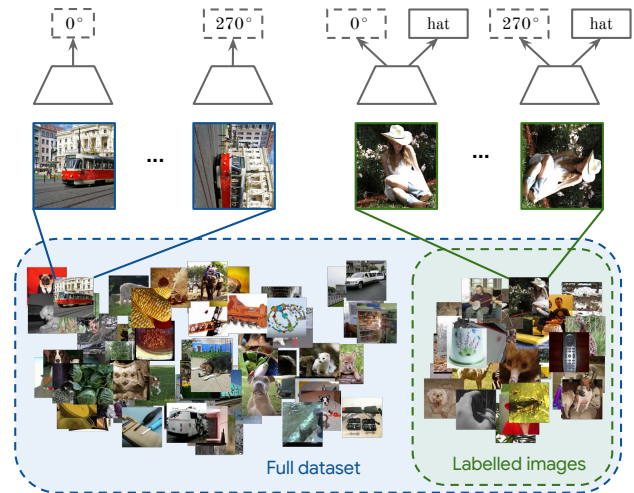 0° 270° 0° hat 270° hat
... ...
Full dataset
Labelled images